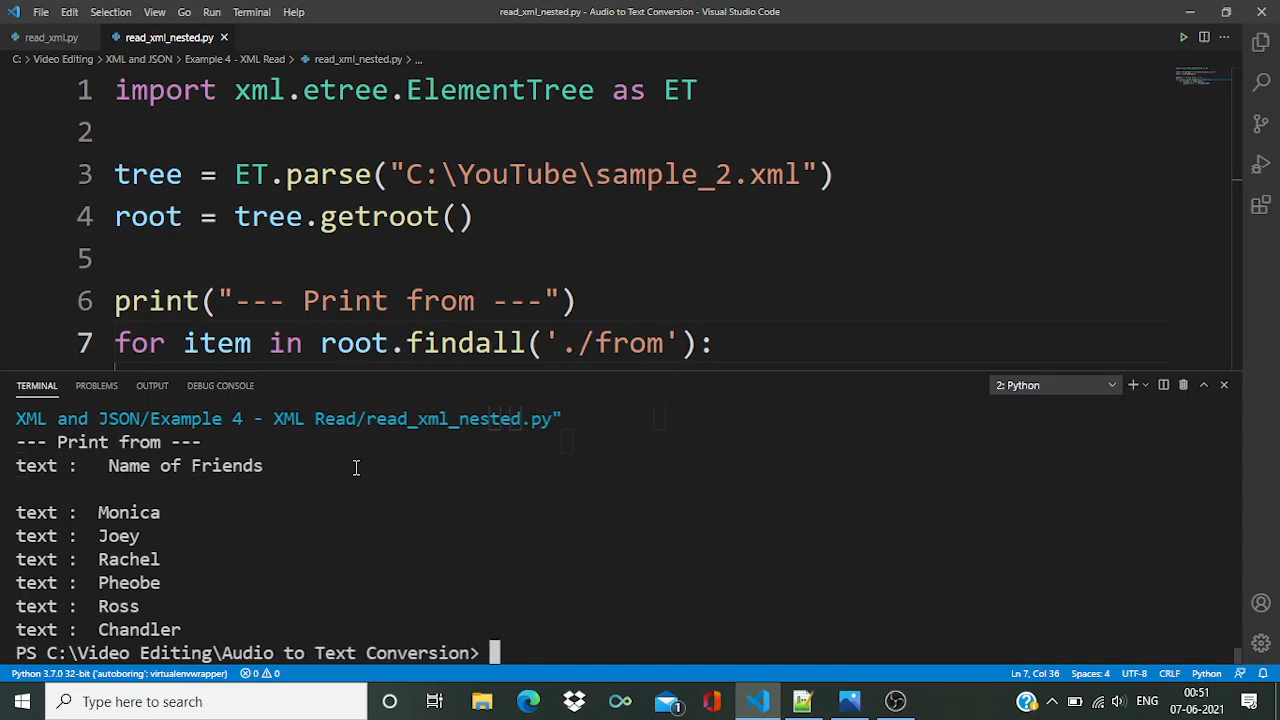 File Edit Selection View Go Run Terminal Help
read_xml_nested.py - Audio to Text Conversion - Visual Studio Code
read_xml.py
read_xml_nested.py
C: > Video Editing > XML and JSON > Example 4 - XML Read > read_xml_nested.py > ...
1 import xml.etree.ElementTree as ET
2
3 tree = ET.parse("C:\YouTube\sample_2.xml")
4 root = tree.getroot()
5
6 print("--- Print from ---")
7 for item in root.findall('./from'):
TERMINAL PROBLEMS OUTPUT DEBUG CONSOLE
2: Python
XML and JSON/Example 4 - XML Read/read_xml_nested.py"
--- Print from ---
text :   Name of Friends
text :  Monica
text :  Joey
text :  Rachel
text :  Pheobe
text :  Ross
text :  Chandler
PS C:\Video Editing\Audio to Text Conversion>
Python 3.7.0 32-bit ('autoboring': virtualenvwrapper) 0 0
Ln 7, Col 36 Spaces: 4 UTF-8 CRLF Python
Type here to search
1
ENG
00:51
07-06-2021